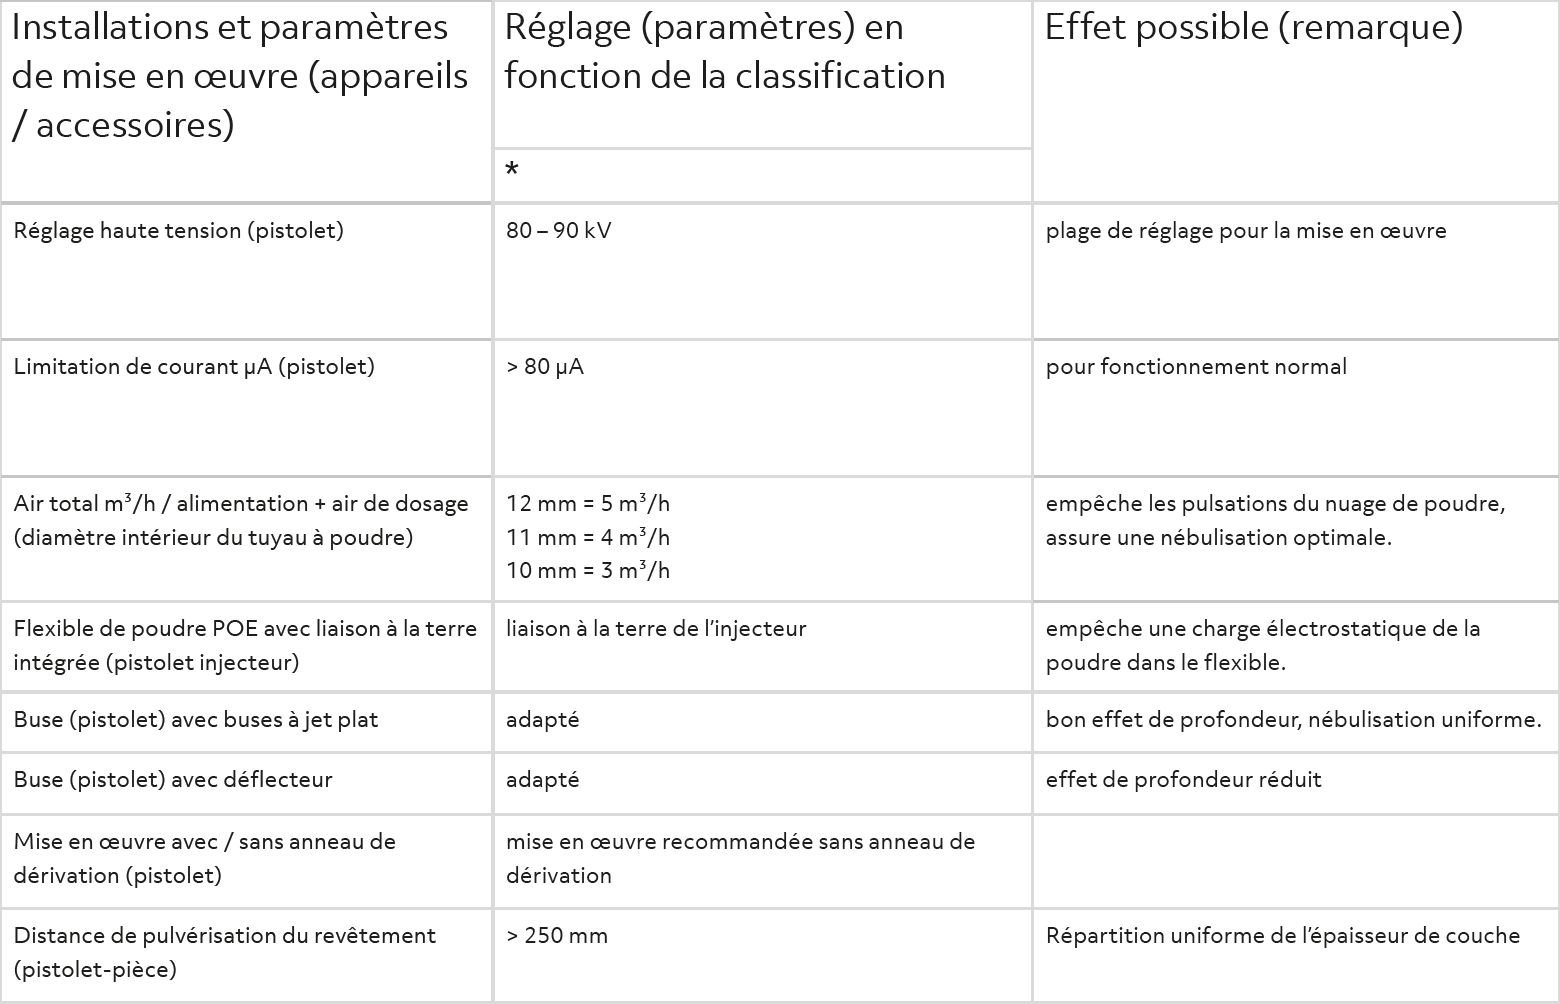 Installations et paramètres
de mise en œuvre (appareils
/ accessoires)
Réglage (paramètres) en
fonction de la classification
*
Effet possible (remarque)
Réglage haute tension (pistolet)
80 – 90 kV
plage de réglage pour la mise en œuvre
Limitation de courant µA (pistolet)
> 80 µA
pour fonctionnement normal
Air total m³/h / alimentation + air de dosage
(diamètre intérieur du tuyau à poudre)
12 mm = 5 m³/h
11 mm = 4 m³/h
10 mm = 3 m³/h
empêche les pulsations du nuage de poudre,
assure une nébulisation optimale.
Flexible de poudre POE avec liaison à la terre
intégrée (pistolet injecteur)
liaison à la terre de l’injecteur
empêche une charge électrostatique de la
poudre dans le flexible.
Buse (pistolet) avec buses à jet plat
adapté
bon effet de profondeur, nébulisation uniforme.
Buse (pistolet) avec déflecteur
adapté
effet de profondeur réduit
Mise en œuvre avec / sans anneau de
dérivation (pistolet)
mise en œuvre recommandée sans anneau de
dérivation
Distance de pulvérisation du revêtement
(pistolet-pièce)
> 250 mm
Répartition uniforme de l’épaisseur de couche